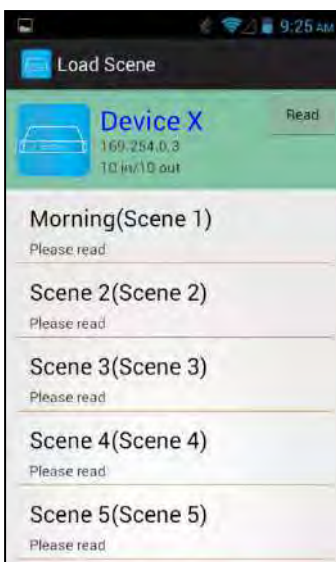 9:25 AM
Load Scene
Device X
Read
169.254.0.3
10 in/10 out
Morning(Scene 1)
Please read
Scene 2(Scene 2)
Please read
Scene 3(Scene 3)
Please read
Scene 4(Scene 4)
Please read
Scene 5(Scene 5)
Please read